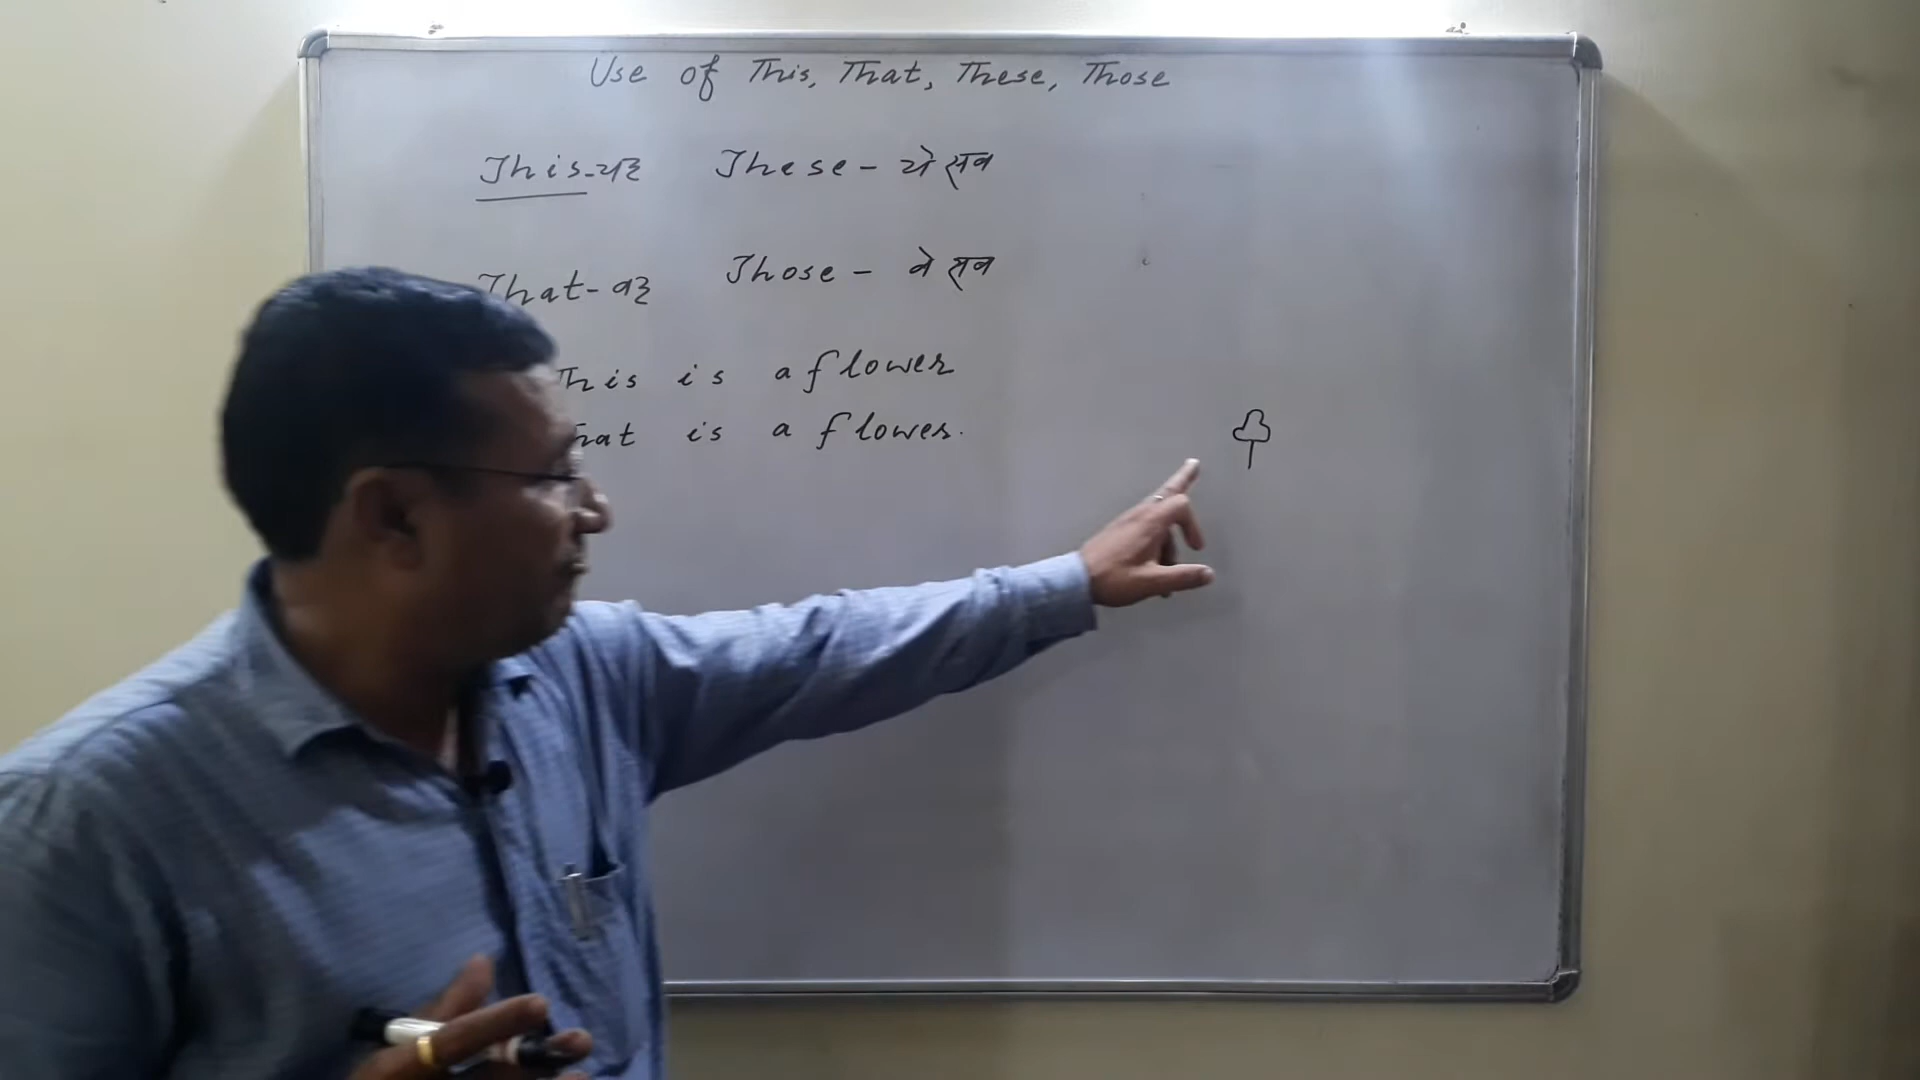 Use of This, That, These, Those
This - यह These - ये सब
That - वह Those - वे सब
This is a flower
is a flower.